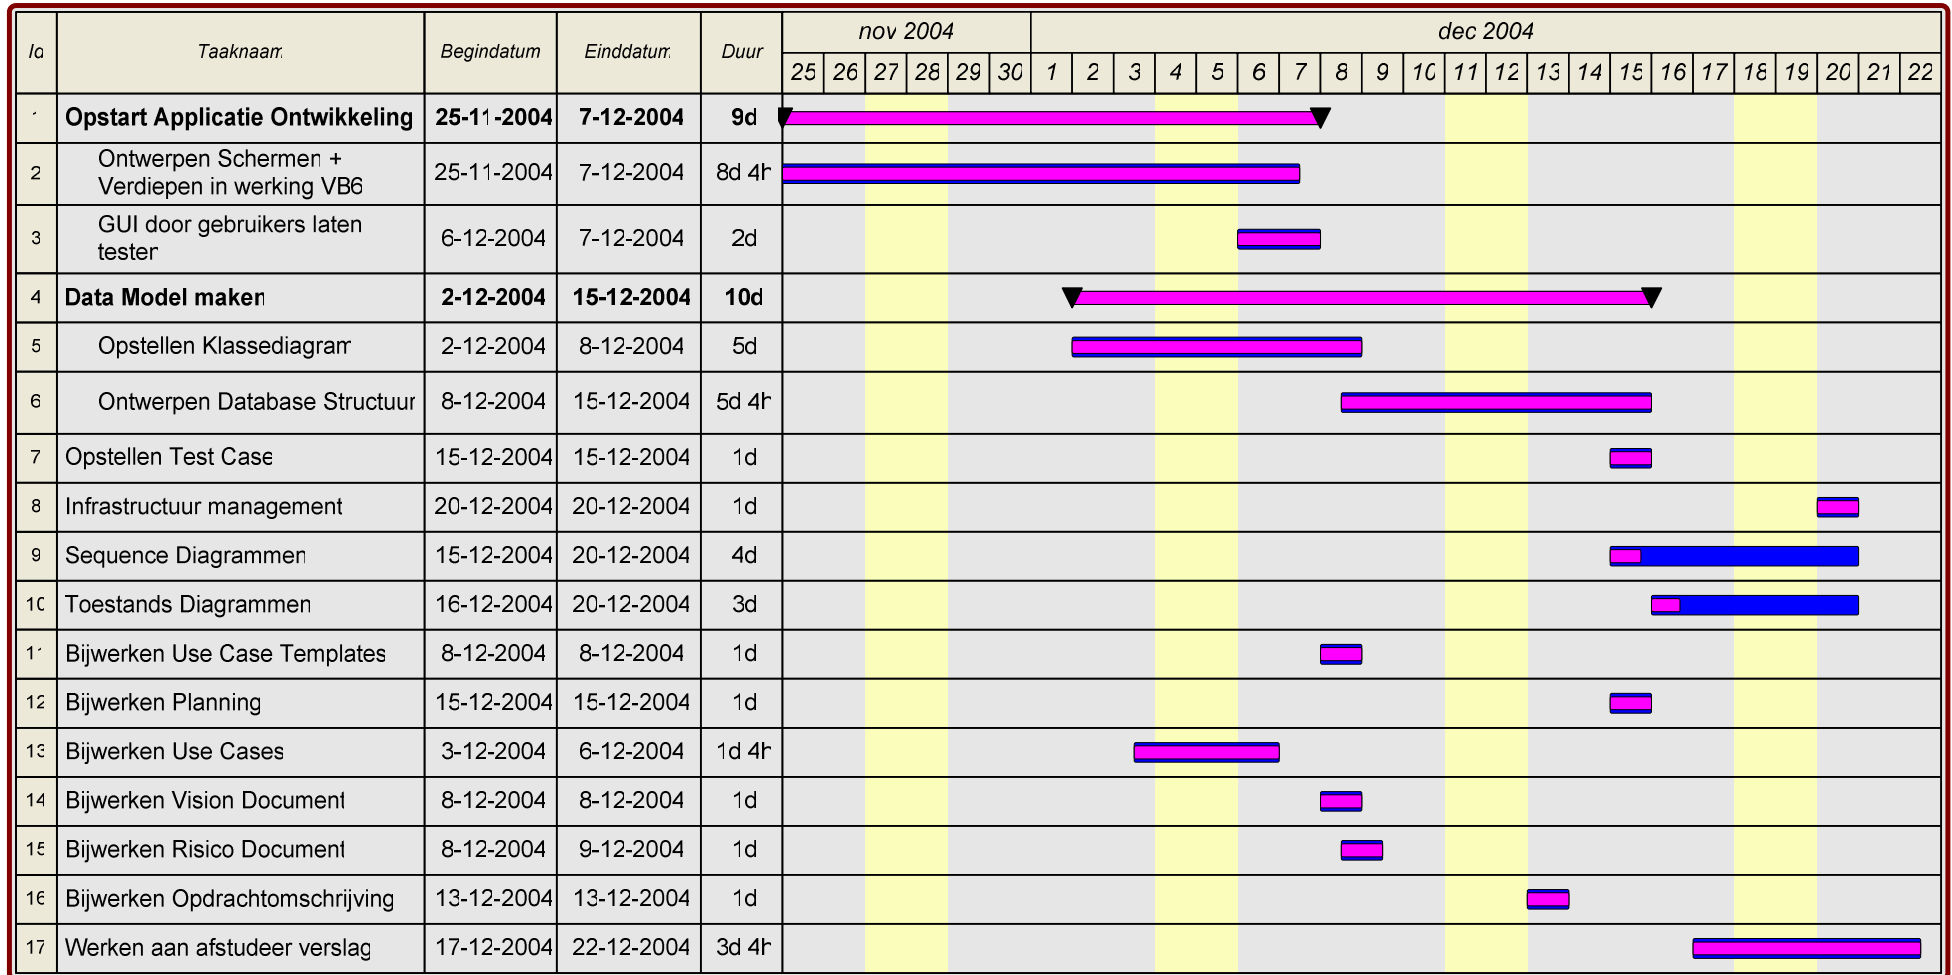 nov 2004 dec 2004
Id Taaknaam Begindatum Einddatum Duur
25 26 27 28 29 30 1 2 3 4 5 6 7 8 9 10 11 12 13 14 15 16 17 18 19 20 21 22
1 Opstart Applicatie Ontwikkeling 25-11-2004 7-12-2004 9d
2 Ontwerpen Schermen +
Verdiepen in werking VB6 25-11-2004 7-12-2004 8d 4h
3 GUI door gebruikers laten
testen 6-12-2004 7-12-2004 2d
4 Data Model maken 2-12-2004 15-12-2004 10d
5 Opstellen Klassediagram 2-12-2004 8-12-2004 5d
6 Ontwerpen Database Structuur 8-12-2004 15-12-2004 5d 4h
7 Opstellen Test Case 15-12-2004 15-12-2004 1d
8 Infrastructuur management 20-12-2004 20-12-2004 1d
9 Sequence Diagrammen 15-12-2004 20-12-2004 4d
10 Toestands Diagrammen 16-12-2004 20-12-2004 3d
11 Bijwerken Use Case Templates 8-12-2004 8-12-2004 1d
12 Bijwerken Planning 15-12-2004 15-12-2004 1d
13 Bijwerken Use Cases 3-12-2004 6-12-2004 1d 4h
14 Bijwerken Vision Document 8-12-2004 8-12-2004 1d
15 Bijwerken Risico Document 8-12-2004 9-12-2004 1d
16 Bijwerken Opdrachtomschrijving 13-12-2004 13-12-2004 1d
17 Werken aan afstudeer verslag 17-12-2004 22-12-2004 3d 4h